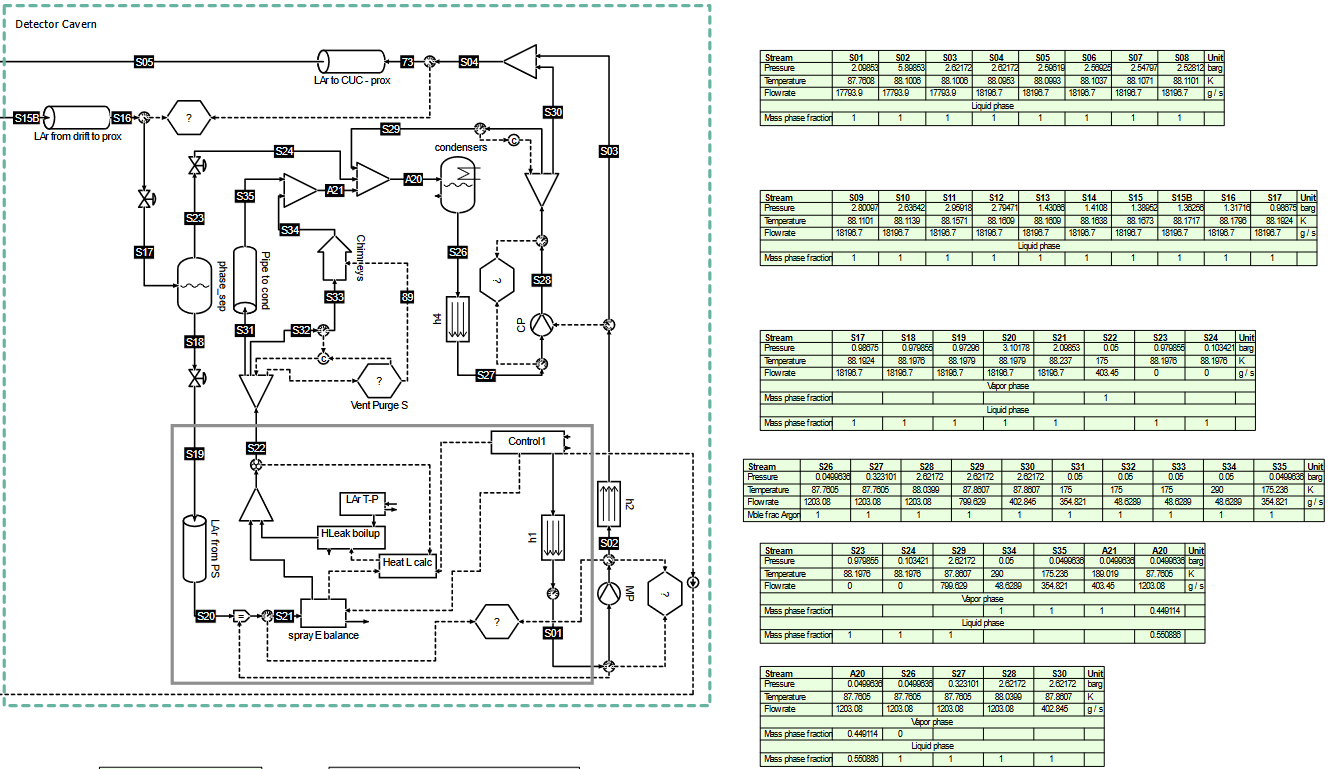 Detector Cavern
S05
LAr to CUC - prox
73
S04
S15B
LAr from drift to prox
S16
?
S30
S29
C
S03
S24
condensers
S35
A21
A20
S23
S34
S17
Chimneys
S26
?
S28
phase_sep
Pipe to cond
S33
89
h4
CP
S18
S31
S32
C
S27
?
Vent Purge S
S19
S22
Control1
LAr T-P
h2
HLeak boilup
h1
LAr from PS
Heat L calc
S02
MP
?
S20
=
S21
spray E balance
?
S01
Stream S01 S02 S03 S04 S05 S06 S07 S08 Unit
Pressure 2.09853 5.89853 2.62172 2.62172 2.59619 2.56925 2.54797 2.52812 barg
Temperature 87.7608 88.1006 88.1006 88.0953 88.0993 88.1037 88.1071 88.1101 K
Flowrate 17793.9 17793.9 17793.9 18196.7 18196.7 18196.7 18196.7 18196.7 g / s
Liquid phase
Mass phase fraction 1 1 1 1 1 1 1 1
Stream S09 S10 S11 S12 S13 S14 S15 S15B S16 S17 Unit
Pressure 2.80097 2.63642 2.95918 2.79471 1.43066 1.4108 1.38952 1.36256 1.31716 0.98675 barg
Temperature 88.1101 88.1139 88.1571 88.1609 88.1609 88.1638 88.1673 88.1717 88.1796 88.1924 K
Flowrate 18196.7 18196.7 18196.7 18196.7 18196.7 18196.7 18196.7 18196.7 18196.7 18196.7 g / s
Liquid phase
Mass phase fraction 1 1 1 1 1 1 1 1 1 1
Stream S17 S18 S19 S20 S21 S22 S23 S24 Unit
Pressure 0.98675 0.979855 0.97296 3.10178 2.09853 0.05 0.979855 0.103421 barg
Temperature 88.1924 88.1976 88.1979 88.1979 88.237 175 88.1976 88.1976 K
Flowrate 18196.7 18196.7 18196.7 18196.7 18196.7 403.45 0 0 g / s
Vapor phase
Mass phase fraction 1
Liquid phase
Mass phase fraction 1 1 1 1 1 1 1
Stream S26 S27 S28 S29 S30 S31 S32 S33 S34 S35 Unit
Pressure 0.0499636 0.323101 2.62172 2.62172 2.62172 0.05 0.05 0.05 0.05 0.0499636 barg
Temperature 87.7605 87.7605 88.0399 87.8607 87.8607 175 175 175 290 175.236 K
Flowrate 1203.08 1203.08 1203.08 799.629 402.845 354.821 48.6289 48.6289 48.6289 354.821 g / s
Mole frac Argon 1 1 1 1 1 1 1 1 1 1
Stream S23 S24 S29 S34 S35 A21 A20 Unit
Pressure 0.979855 0.103421 2.62172 0.05 0.0499636 0.0499636 0.0499636 barg
Temperature 88.1976 88.1976 87.8607 290 175.236 189.019 87.7605 K
Flowrate 0 0 799.629 48.6289 354.821 403.45 1203.08 g / s
Vapor phase
Mass phase fraction 1 1 1 0.449114
Liquid phase
Mass phase fraction 1 1 1 0.550886
Stream A20 S26 S27 S28 S30 Unit
Pressure 0.0499636 0.0499636 0.323101 2.62172 2.62172 barg
Temperature 87.7605 87.7605 87.7605 88.0399 87.8607 K
Flowrate 1203.08 1203.08 1203.08 1203.08 402.845 g / s
Vapor phase
Mass phase fraction 0.449114 0
Liquid phase
Mass phase fraction 0.550886 1 1 1 1